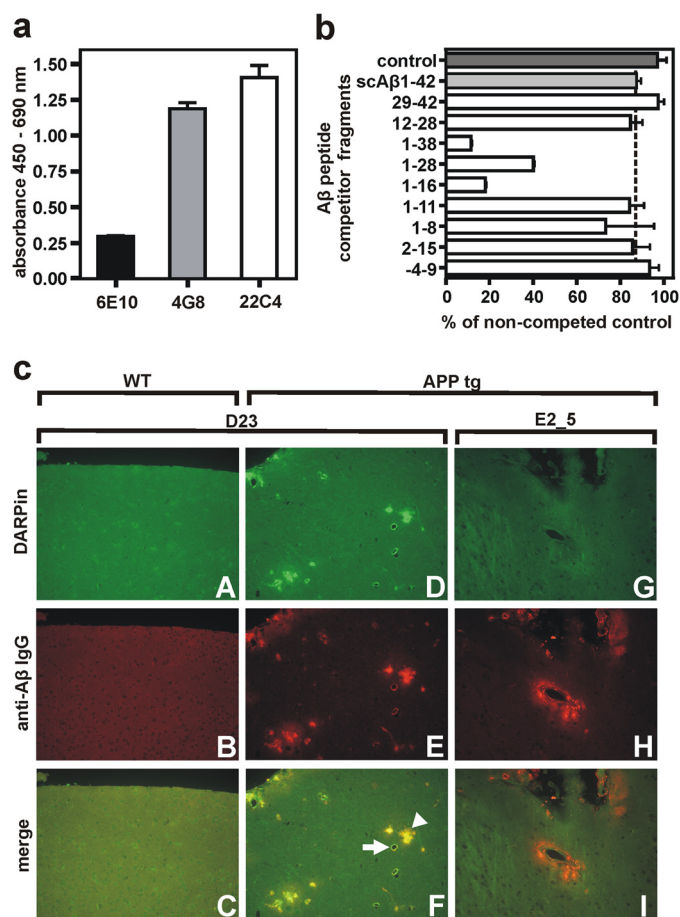 a
absorbance 450 - 690 nm
1.50
1.25
1.00
0.75
0.50
0.25
0.00
6E10
4G8
22C4
b
Aβ peptide
competitor fragments
control
scAβ1-42
29-42
12-28
1-38
1-28
1-16
1-11
1-8
2-15
-4-9
0
20
40
60
80
100
% of non-competed control
c
WT
APP tg
D23
E2_5
DARPin
A
D
G
anti-Aβ IgG
B
E
H
merge
C
F
I